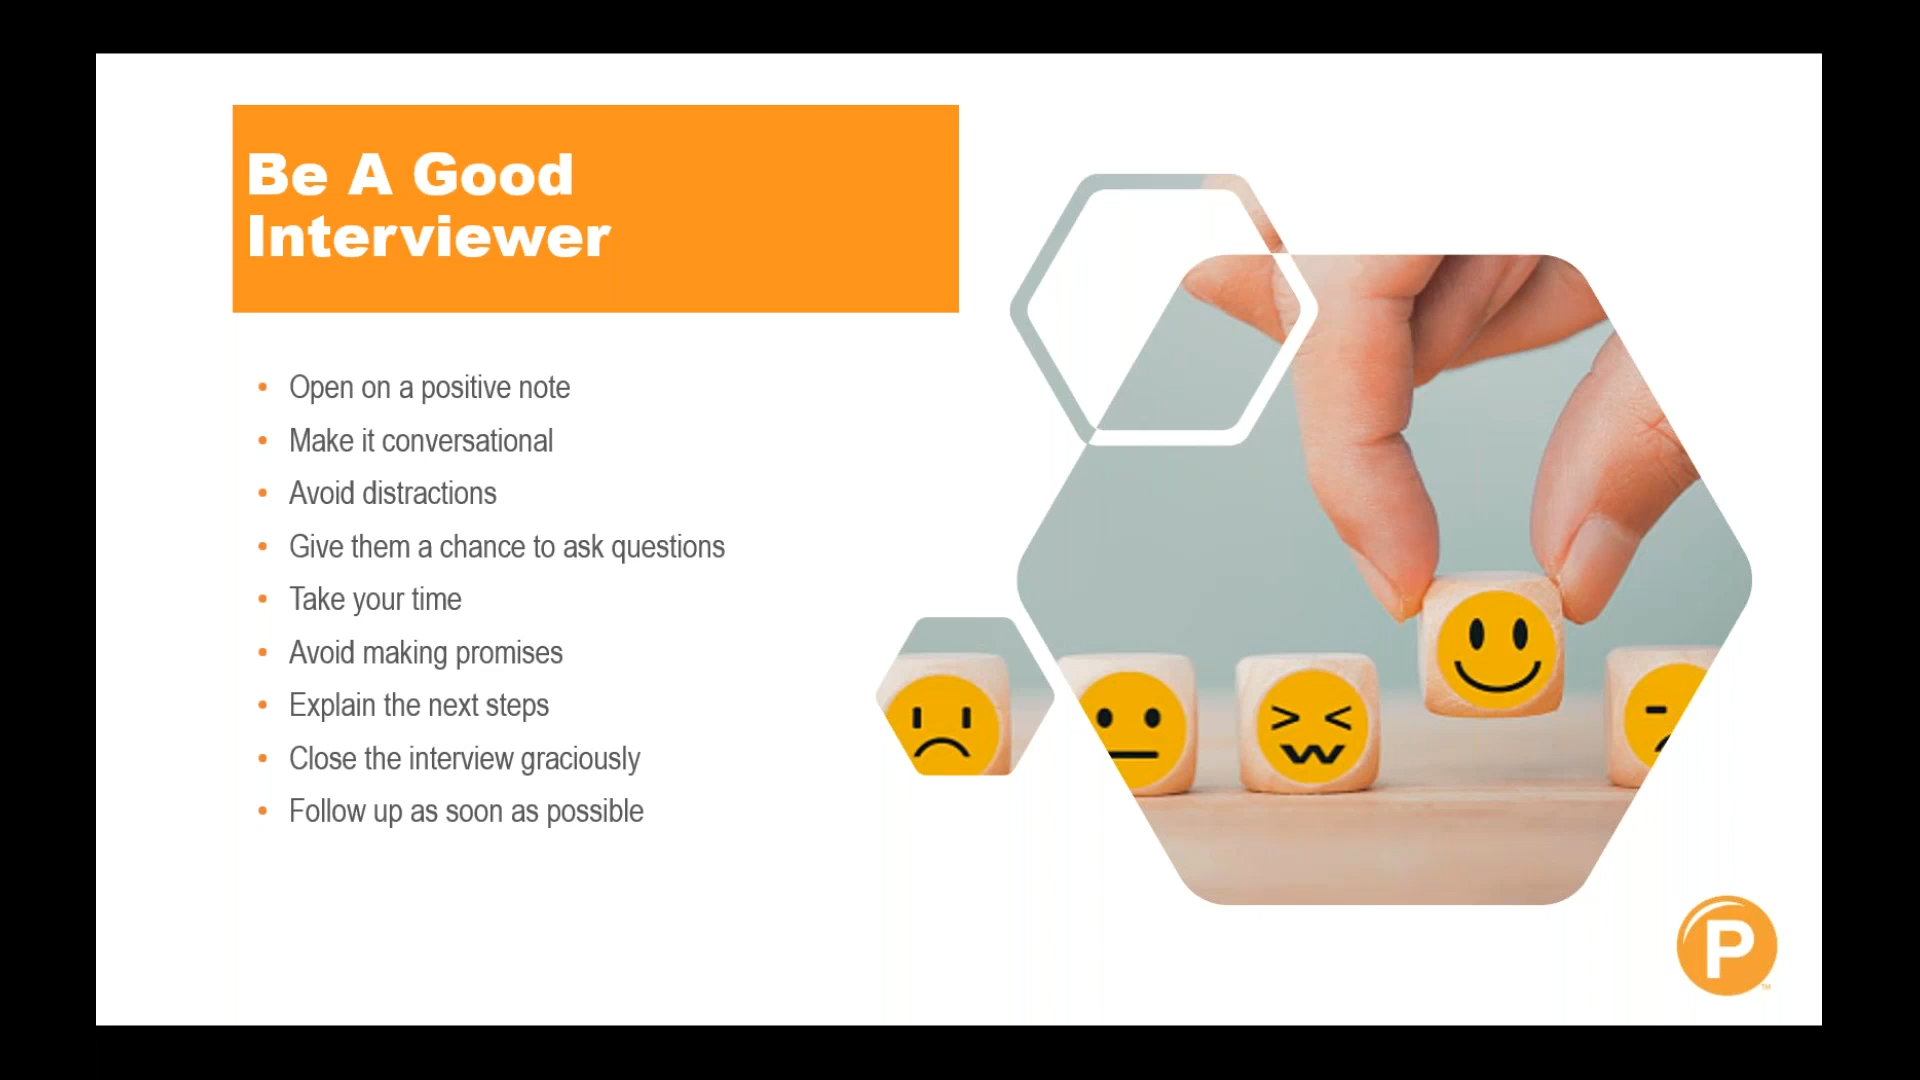 Be A Good
Interviewer
• Open on a positive note
• Make it conversational
• Avoid distractions
• Give them a chance to ask questions
• Take your time
• Avoid making promises
• Explain the next steps
• Close the interview graciously
• Follow up as soon as possible
P
TM